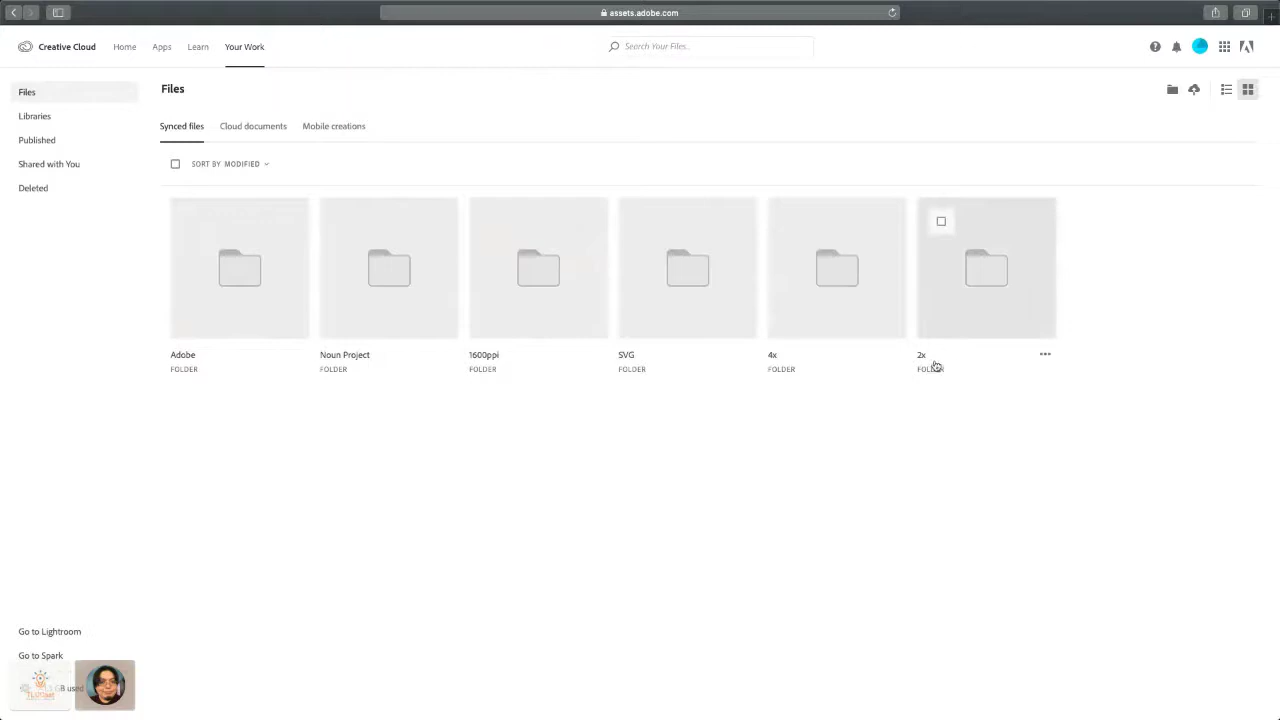 assets.adobe.com
Creative Cloud Home Apps Learn Your Work
Search Your Files..
Files
Libraries
Published
Shared with You
Deleted
Files
Synced files Cloud documents Mobile creations
SORT BY MODIFIED
Adobe
FOLDER
Noun Project
FOLDER
1600ppi
FOLDER
SVG
FOLDER
4x
FOLDER
2x
FOLDER
Go to Lightroom
Go to Spark
used